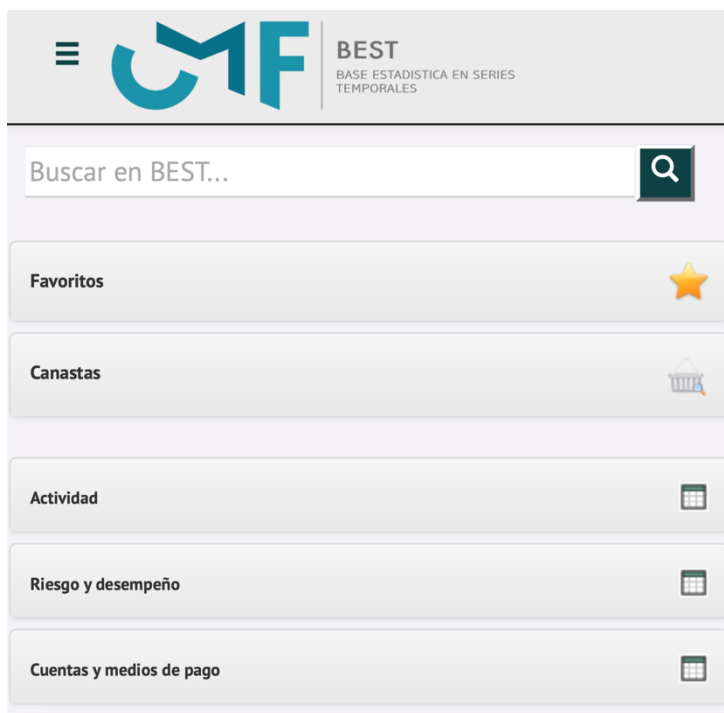 CMF
BEST
BASE ESTADISTICA EN SERIES
TEMPORALES
Buscar en BEST...
Favoritos
Canastas
Actividad
Riesgo y desempeño
Cuentas y medios de pago